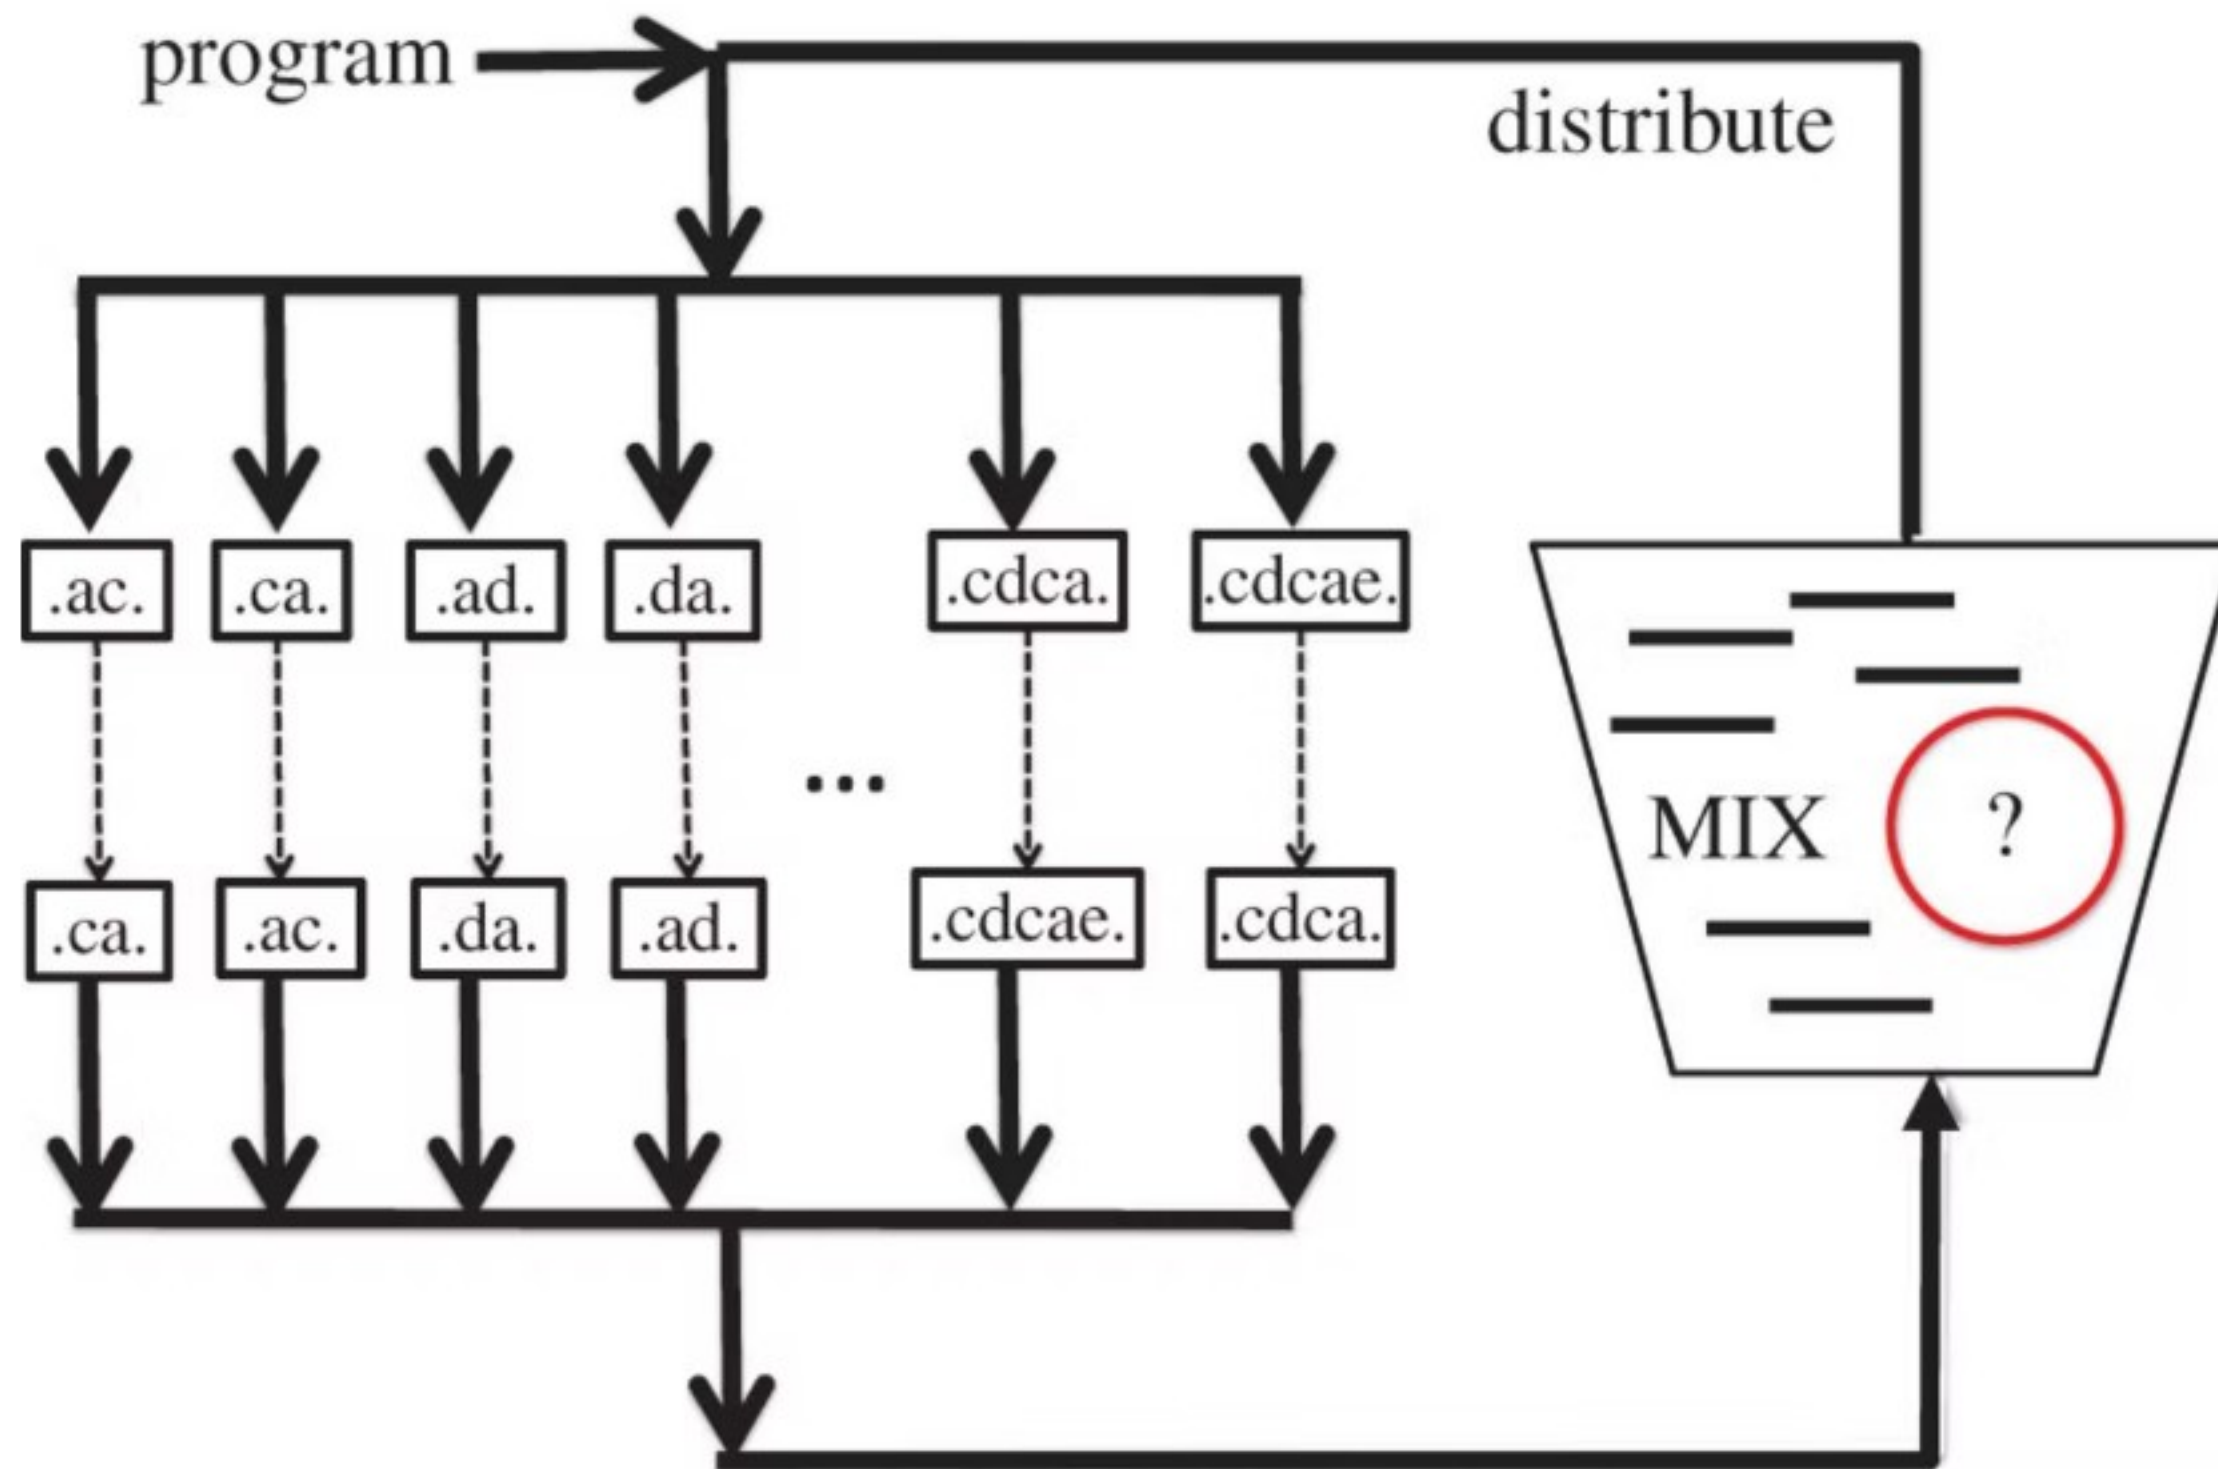 program
distribute
.ac. .ca. .ad. .da. .cdca. .cdcae.
...
MIX ?
.ca. .ac. .da. .ad. .cdcae. .cdca.